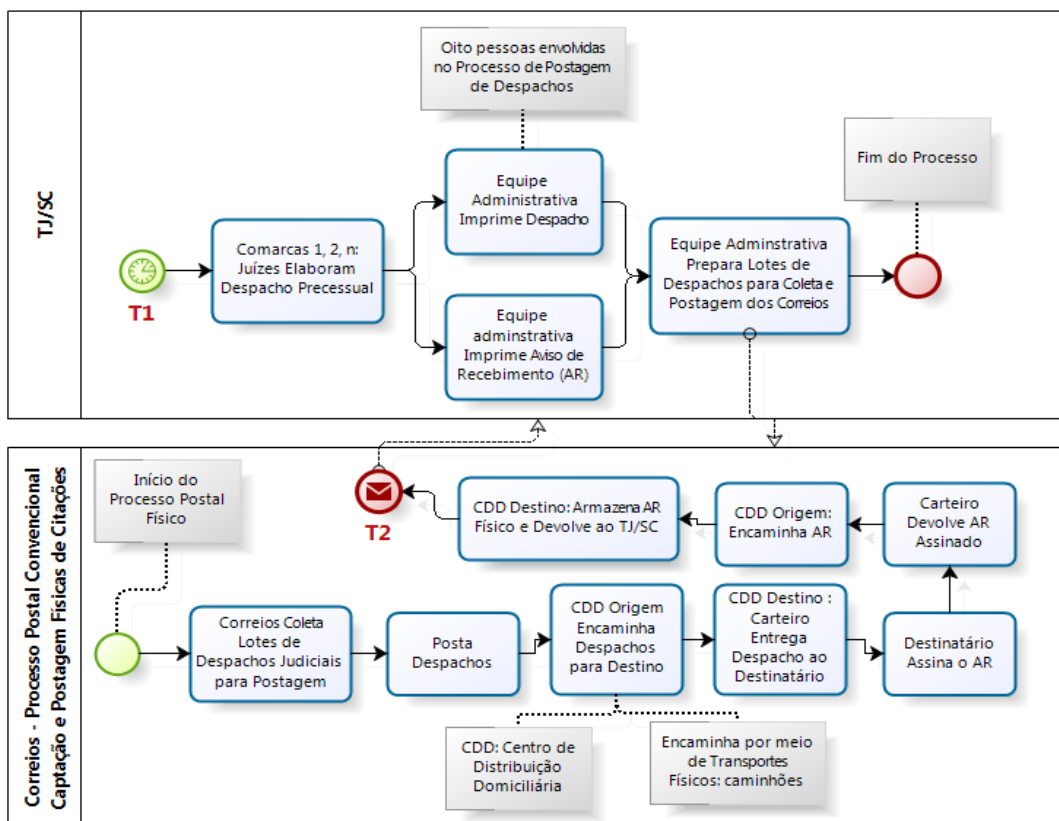 TJ/SC
Oito pessoas envolvidas
no Processo de Postagem
de Despachos
Fim do Processo
Equipe
Administrativa
Imprime Despacho
Comarcas 1, 2, n:
Juízes Elaboram
Despacho Precessual
Equipe Adminstrativa
Prepara Lotes de
Despachos para Coleta e
Postagem dos Correios
T1
Equipe
adminstrativa
Imprime Aviso de
Recebimento (AR)
Correios - Processo Postal Convencional
Captação e Postagem Físicas de Citações
Início do
Processo Postal
Físico
T2
CDD Destino: Armazena AR
Físico e Devolve ao TJ/SC
CDD Origem:
Encaminha AR
Carteiro
Devolve AR
Assinado
Correios Coleta
Lotes de
Despachos Judiciais
para Postagem
Posta
Despachos
CDD Origem
Encaminha
Despachos
para Destino
CDD Destino :
Carteiro
Entrega
Despacho ao
Destinatário
Destinatário
Assina o AR
CDD: Centro de
Distribuição
Domiciliária
Encaminha por meio
de Transportes
Físicos: caminhões